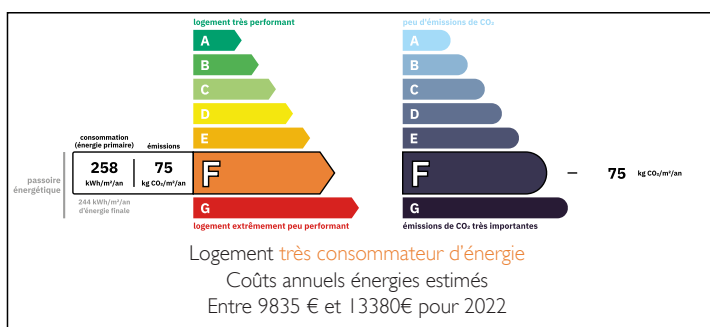 logement très performant
A
B
C
D
E
consommation
(énergie primaire)
émissions
passoire
énergétique
258
kWh/m²/an
75
kg CO₂/m²/an
F
244 kWh/m²/an
d'énergie finale
G
logement extrêmement peu performant
peu d'émissions de CO₂
A
B
C
D
E
F
75 kg CO₂/m²/an
G
émissions de CO₂ très importantes
Logement très consommateur d'énergie
Coûts annuels énergies estimés
Entre 9835 € et 13380€ pour 2022